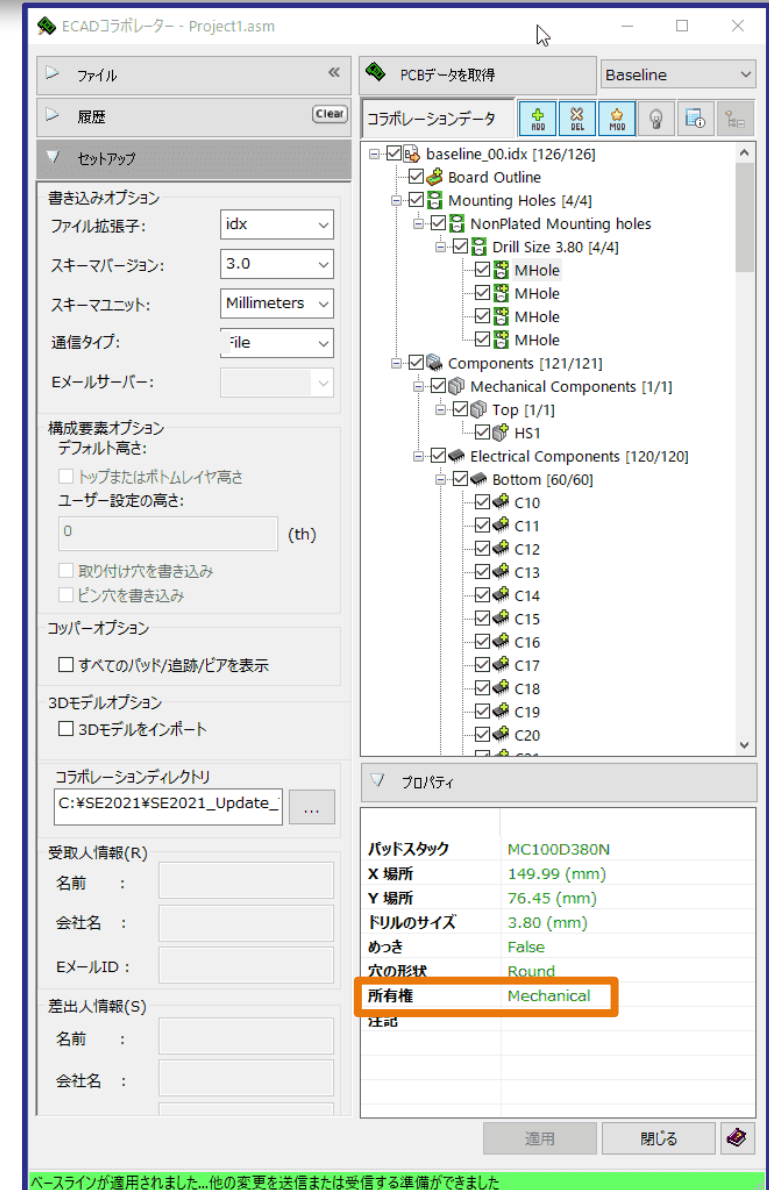 ECADコラボレーター - Project1.asm
ファイル
履歴
Clear
セットアップ
書き込みオプション
ファイル拡張子:
idx
スキーマバージョン:
3.0
スキーマユニット:
Millimeters
通信タイプ:
File
Eメールサーバー:
構成要素オプション
デフォルト高さ:
トップまたはボトムレイヤ高さ
ユーザー設定の高さ:
0
(th)
取り付け穴を書き込み
ピン穴を書き込み
コッパーオプション
すべてのパッド/追跡/ビアを表示
3Dモデルオプション
3Dモデルをインポート
コラボレーションディレクトリ
C:¥SE2021¥SE2021_Update_
...
受取人情報(R)
名前 :
会社名 :
EメールID :
差出人情報(S)
名前 :
会社名 :
PCBデータを取得
Baseline
コラボレーションデータ
ADD
DEL
MOD
baseline_00.idx [126/126]
Board Outline
Mounting Holes [4/4]
NonPlated Mounting holes
Drill Size 3.80 [4/4]
MHole
MHole
MHole
MHole
Components [121/121]
Mechanical Components [1/1]
Top [1/1]
HS1
Electrical Components [120/120]
Bottom [60/60]
C10
C11
C12
C13
C14
C15
C16
C17
C18
C19
C20
プロパティ
パッドスタック MC100D380N
X 場所 149.99 (mm)
Y 場所 76.45 (mm)
ドリルのサイズ 3.80 (mm)
めっき False
穴の形状 Round
所有権 Mechanical
注記
適用
閉じる
ベースラインが適用されました...他の変更を送信または受信する準備ができました